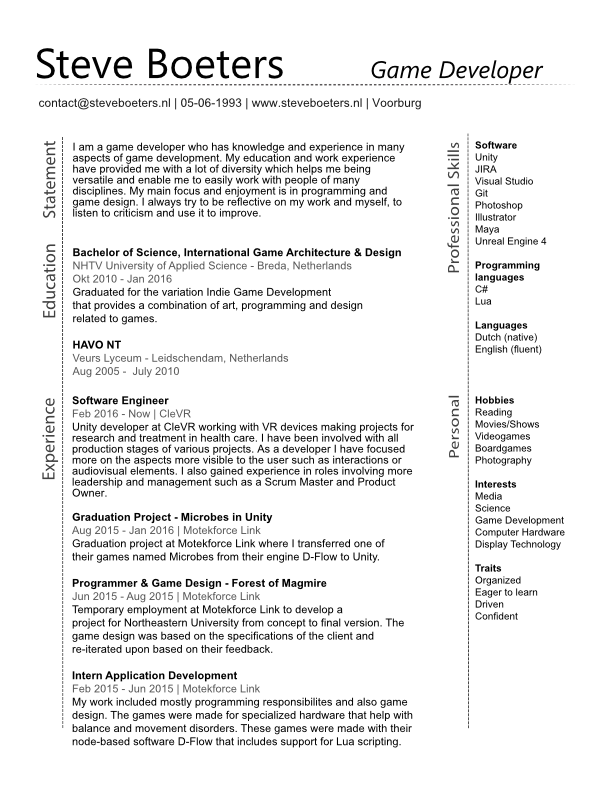 Steve Boeters
Game Developer
contact@steveboeters.nl | 05-06-1993 | www.steveboeters.nl | Voorburg
Statement
I am a game developer who has knowledge and experience in many
aspects of game development. My education and work experience
have provided me with a lot of diversity which helps me being
versatile and enable me to easily work with people of many
disciplines. My main focus and enjoyment is in programming and
game design. I always try to be reflective on my work and myself, to
listen to criticism and use it to improve.
Education
Bachelor of Science, International Game Architecture & Design
NHTV University of Applied Science - Breda, Netherlands
Okt 2010 - Jan 2016
Graduated for the variation Indie Game Development
that provides a combination of art, programming and design
related to games.
HAVO NT
Veurs Lyceum - Leidschendam, Netherlands
Aug 2005 -  July 2010
Experience
Software Engineer
Feb 2016 - Now | CleVR
Unity developer at CleVR working with VR devices making projects for
research and treatment in health care. I have been involved with all
production stages of various projects. As a developer I have focused
more on the aspects more visible to the user such as interactions or
audiovisual elements. I also gained experience in roles involving more
leadership and management such as a Scrum Master and Product
Owner.
Graduation Project - Microbes in Unity
Aug 2015 - Jan 2016 | Motekforce Link
Graduation project at Motekforce Link where I transferred one of
their games named Microbes from their engine D-Flow to Unity.
Programmer & Game Design - Forest of Magmire
Jun 2015 - Aug 2015 | Motekforce Link
Temporary employment at Motekforce Link to develop a
project for Northeastern University from concept to final version. The
game design was based on the specifications of the client and
re-iterated upon based on their feedback.
Intern Application Development
Feb 2015 - Jun 2015 | Motekforce Link
My work included mostly programming responsibilites and also game
design. The games were made for specialized hardware that help with
balance and movement disorders. These games were made with their
node-based software D-Flow that includes support for Lua scripting.
Professional Skills
Software
Unity
JIRA
Visual Studio
Git
Photoshop
Illustrator
Maya
Unreal Engine 4
Programming
languages
C#
Lua
Languages
Dutch (native)
English (fluent)
Personal
Hobbies
Reading
Movies/Shows
Videogames
Boardgames
Photography
Interests
Media
Science
Game Development
Computer Hardware
Display Technology
Traits
Organized
Eager to learn
Driven
Confident